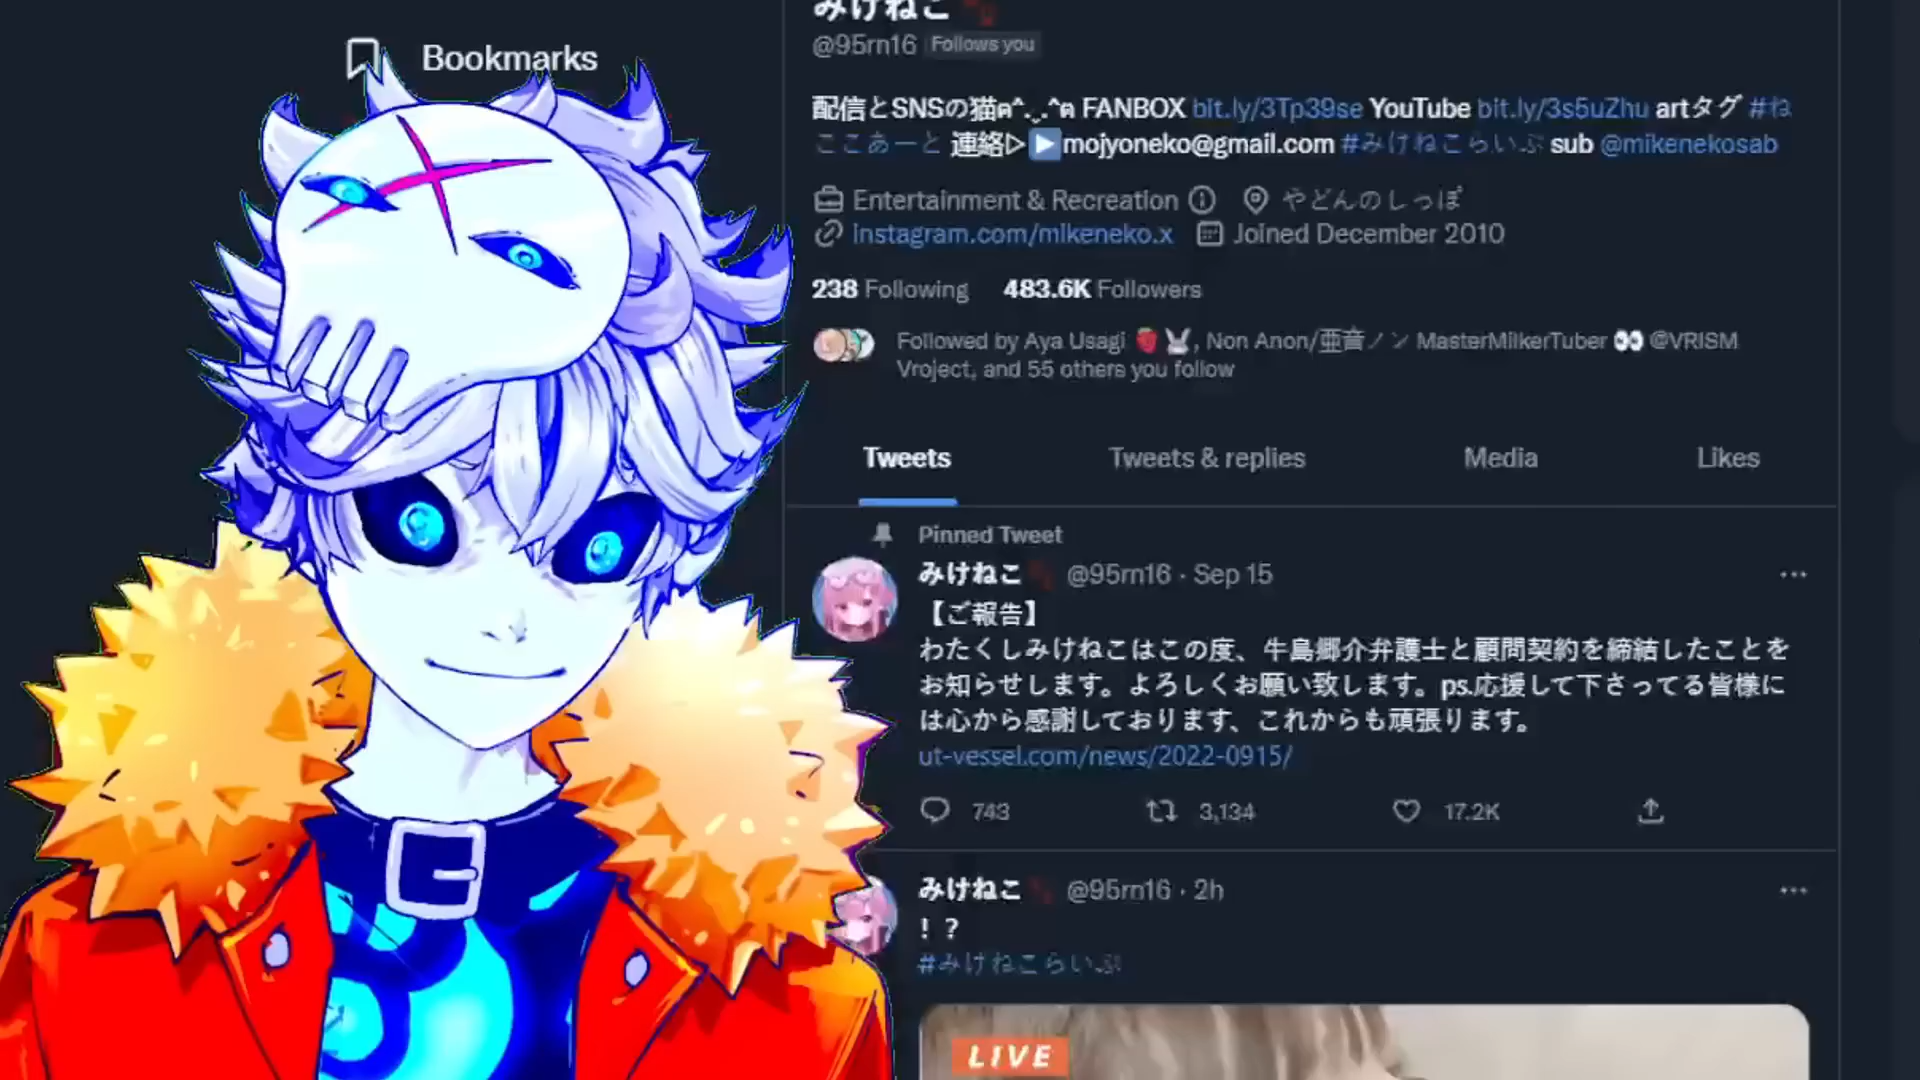 Bookmarks
みけねこ
@95rn16 Follows you
配信とSNSの猫ฅ^._.^ฅ FANBOX bit.ly/3Tp39se YouTube bit.ly/3s5uZhu artタグ #ね
ここあーと 連絡▷▶️mojyoneko@gmail.com #みけねこらいぶ sub @mikenekosab
Entertainment & Recreation やどんのしっぽ
instagram.com/mikeneko.x Joined December 2010
238 Following 483.6K Followers
Followed by Aya Usagi 🍓🐰, Non Anon/亜音ノン MasterMilkerTuber 👀 @VRISM
Vroject, and 55 others you follow
Tweets Tweets & replies Media Likes
Pinned Tweet
みけねこ @95rn16 · Sep 15
【ご報告】
わたくしみけねこはこの度、牛島郷介弁護士と顧問契約を締結したことを
お知らせします。よろしくお願い致します。ps.応援して下さってる皆様に
は心から感謝しております、これからも頑張ります。
ut-vessel.com/news/2022-0915/
743 3,134 17.2K
みけねこ @95rn16 · 2h
！？
#みけねこらいぶ
LIVE